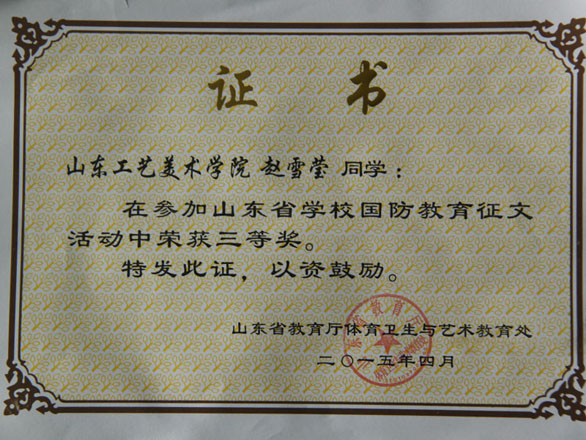 证 书
山东工艺美术学院 赵雪莹 同学：
在参加山东省学校国防教育征文
活动中荣获三等奖。
特发此证，以资鼓励。
山东省教育厅体育卫生与艺术教育处
二〇一五年四月